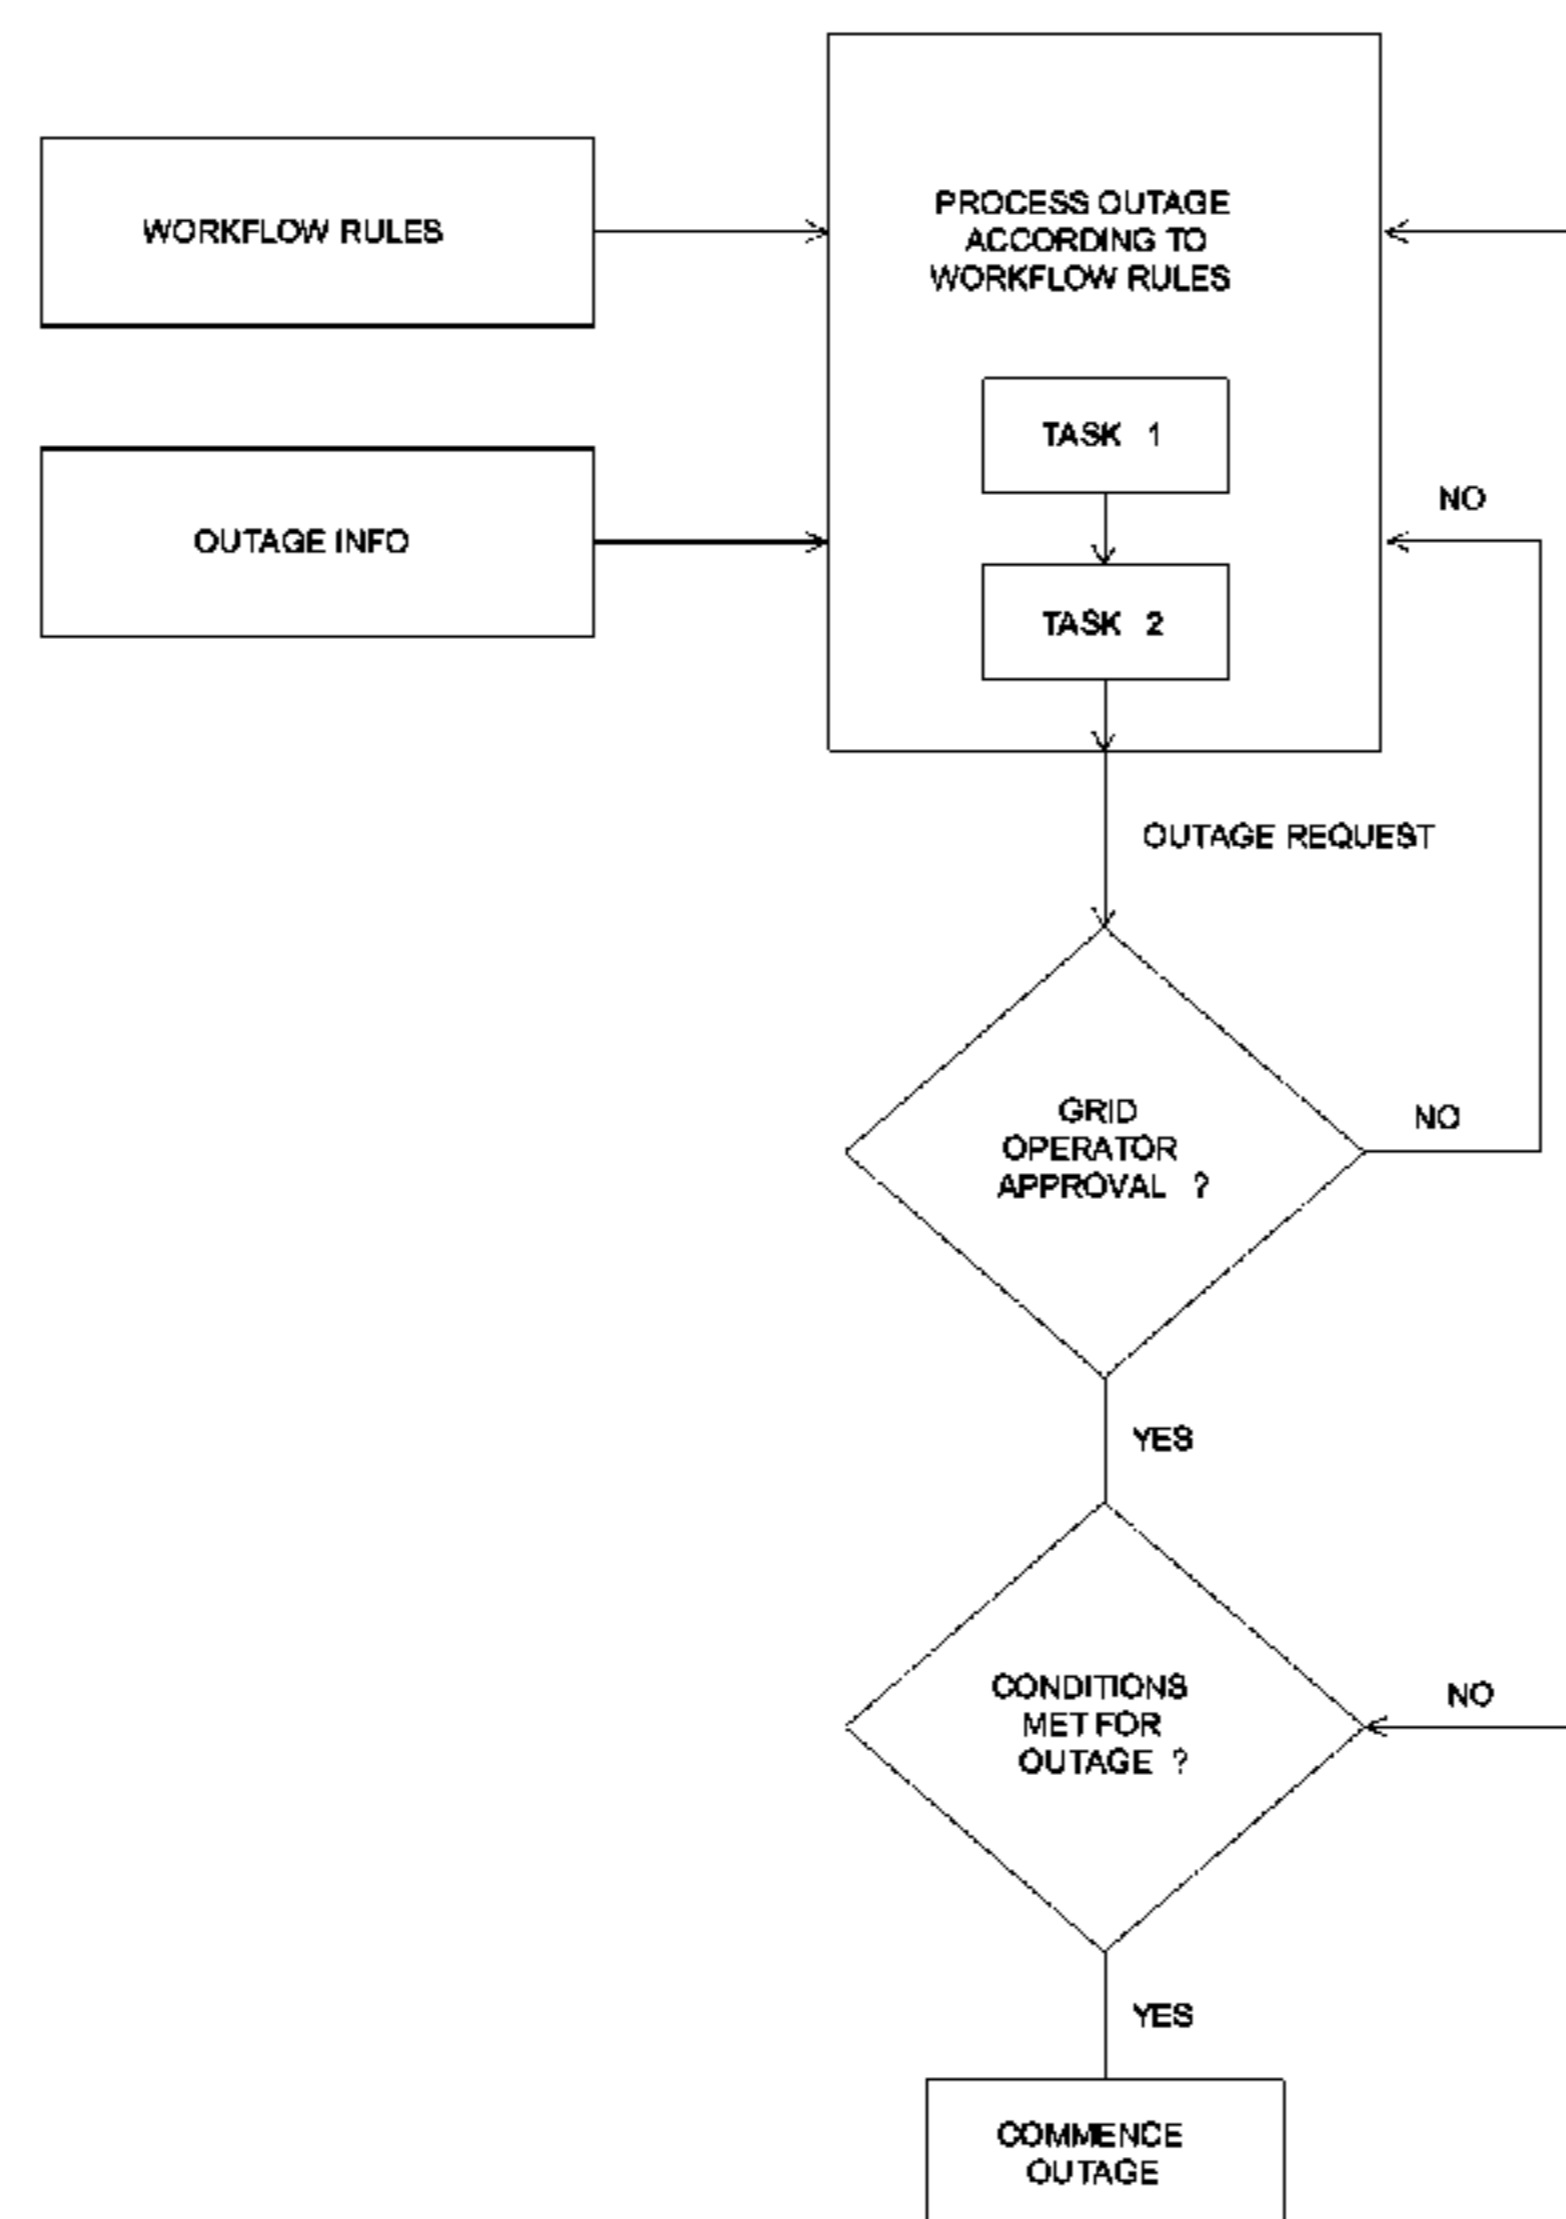 WORKFLOW RULES
PROCESS OUTAGE
ACCORDING TO
WORKFLOW RULES
TASK 1
OUTAGE INFO
NO
TASK 2
OUTAGE REQUEST
GRID
OPERATOR
APPROVAL ?
NO
YES
CONDITIONS
MET FOR
OUTAGE ?
NO
YES
COMMENCE
OUTAGE